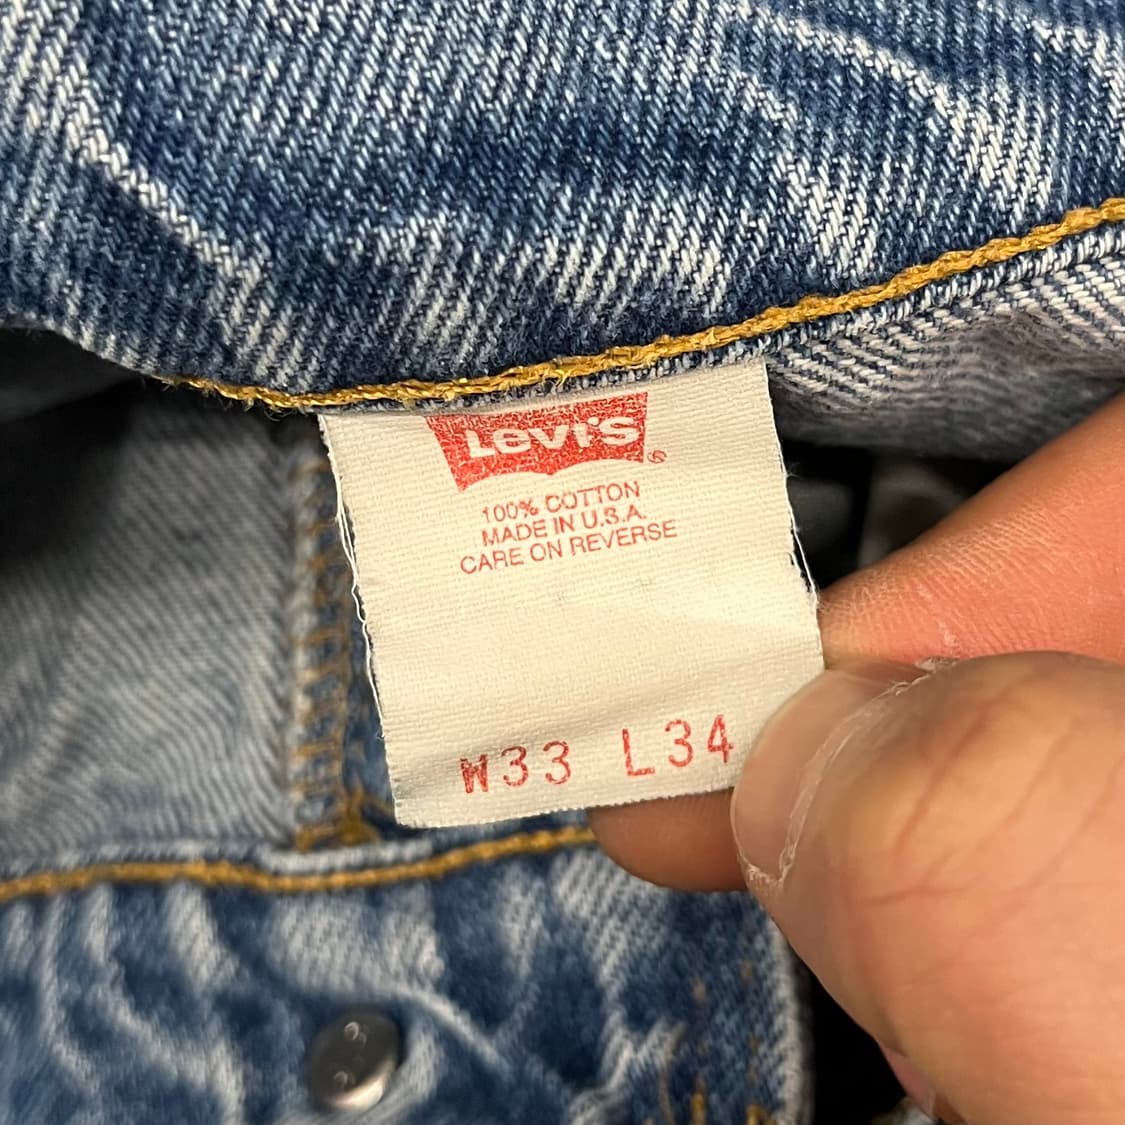 Levi's®
100% COTTON
MADE IN U.S.A.
CARE ON REVERSE
W33 L34